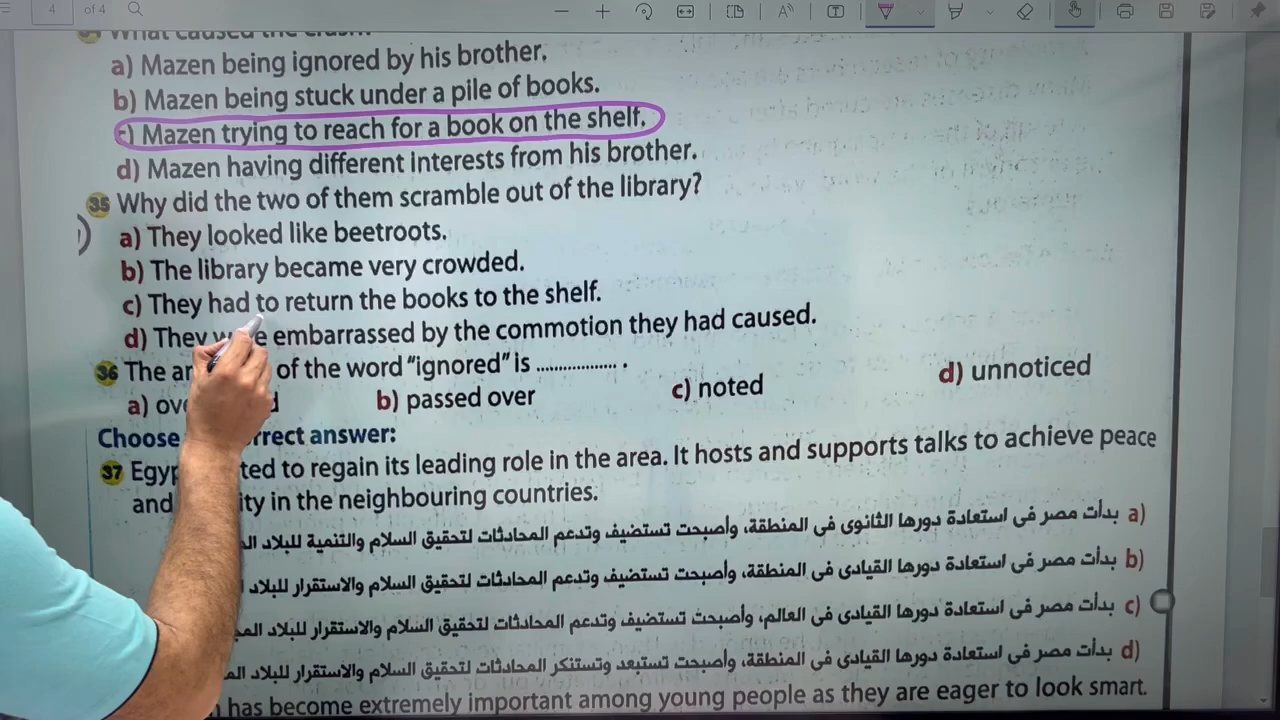 4 of 4
What caused the crash?
a) Mazen being ignored by his brother.
b) Mazen being stuck under a pile of books.
c) Mazen trying to reach for a book on the shelf.
d) Mazen having different interests from his brother.
35 Why did the two of them scramble out of the library?
a) They looked like beetroots.
b) The library became very crowded.
c) They had to return the books to the shelf.
d) They embarrassed by the commotion they had caused.
36 The of the word “ignored” is .................. .
a) b) passed over c) noted d) unnoticed
Choose correct answer:
37 to regain its leading role in the area. It hosts and supports talks to achieve peace
and in the neighbouring countries.
a) بدأت مصر فى استعادة دورها الثانوى فى المنطقة، وأصبحت تستضيف وتدعم المحادثات لتحقيق السلام والتنمية للبلاد
b) بدأت مصر فى استعادة دورها القيادى فى المنطقة، وأصبحت تستضيف وتدعم المحادثات لتحقيق السلام والاستقرار للبلاد
c) بدأت مصر فى استعادة دورها القيادى فى العالم، وأصبحت تستضيف وتدعم المحادثات لتحقيق السلام والاستقرار للبلاد
d) بدأت مصر فى استعادة دورها القيادى فى المنطقة، وأصبحت تستبعد وتستنكر المحادثات لتحقيق السلام والاستقرار للبلاد
has become extremely important among young people as they are eager to look smart.